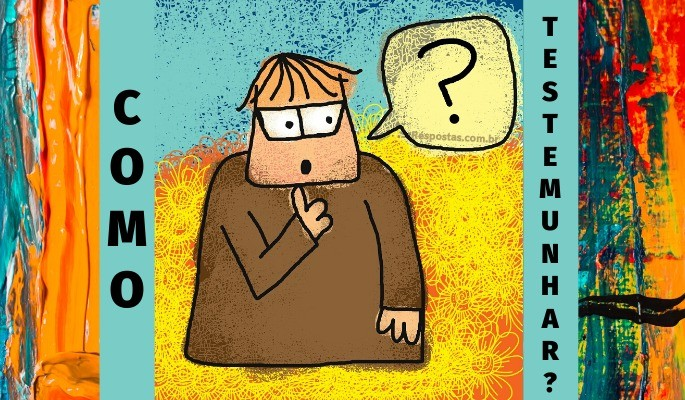 COMO
?
Respostas.com.br
TESTEMUNHAR?